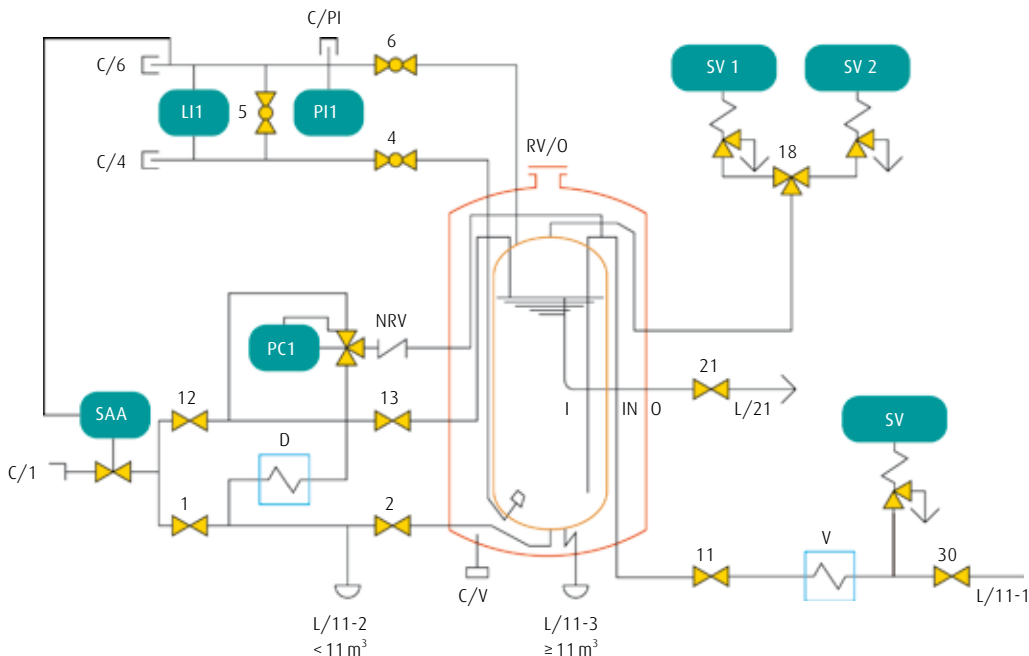 C/PI
6
C/6
SV 1
SV 2
LI1
5
PI1
4
C/4
RV/O
18
NRV
PC1
12
13
21
I
IN
O
L/21
SAA
SV
D
C/1
1
2
11
V
30
C/V
L/11-1
L/11-2
< 11 m³
L/11-3
≥ 11 m³